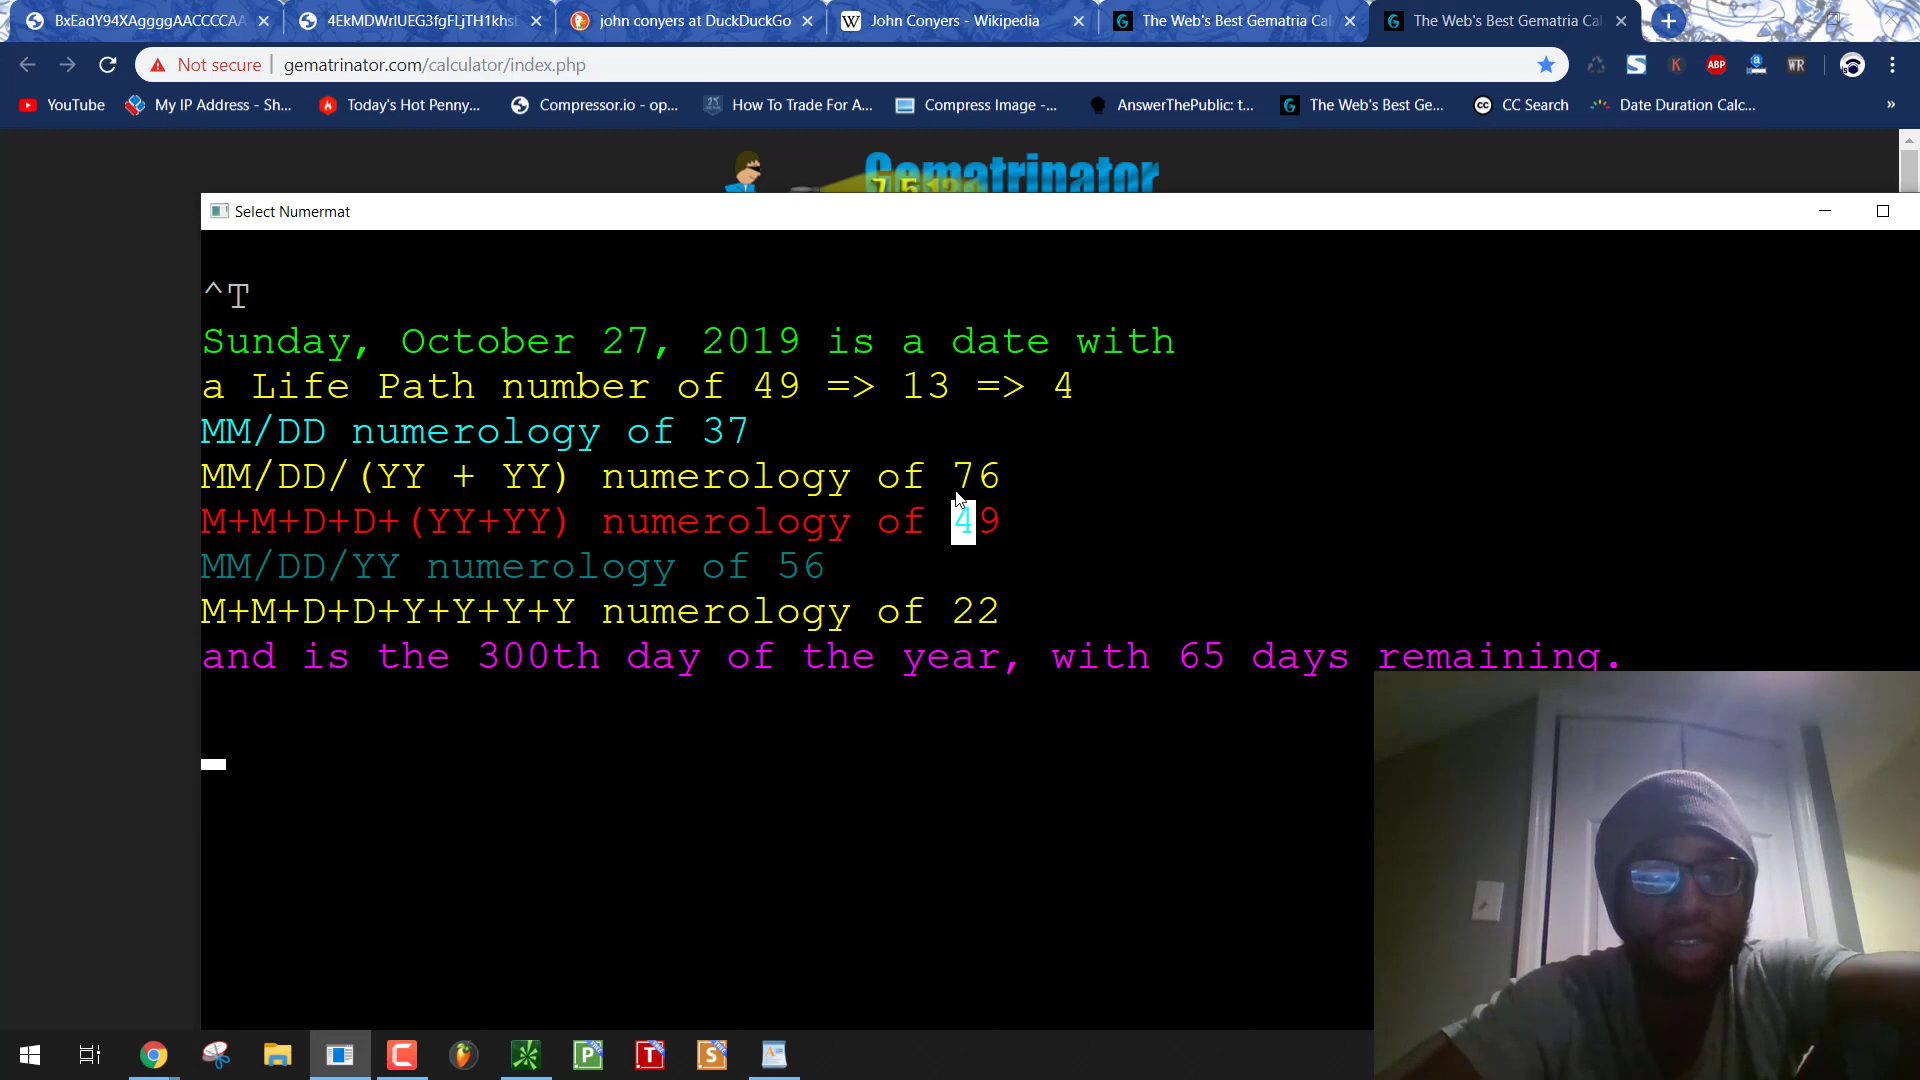 BxEadY94XAggggAACCCCAA
4EkMDWrlUEG3fgFLjTH1khs
john conyers at DuckDuckGo
John Conyers - Wikipedia
The Web's Best Gematria Cal
The Web's Best Gematria Cal
Not secure
gematrinator.com/calculator/index.php
ABP
WR
YouTube
My IP Address - Sh...
Today's Hot Penny...
Compressor.io - op...
How To Trade For A...
Compress Image -...
AnswerThePublic: t...
The Web's Best Ge...
CC Search
Date Duration Calc...
»
Gematrinator
Select Numermat
^T
Sunday, October 27, 2019 is a date with
a Life Path number of 49 => 13 => 4
MM/DD numerology of 37
MM/DD/(YY + YY) numerology of 76
M+M+D+D+(YY+YY) numerology of 49
MM/DD/YY numerology of 56
M+M+D+D+Y+Y+Y+Y numerology of 22
and is the 300th day of the year, with 65 days remaining.